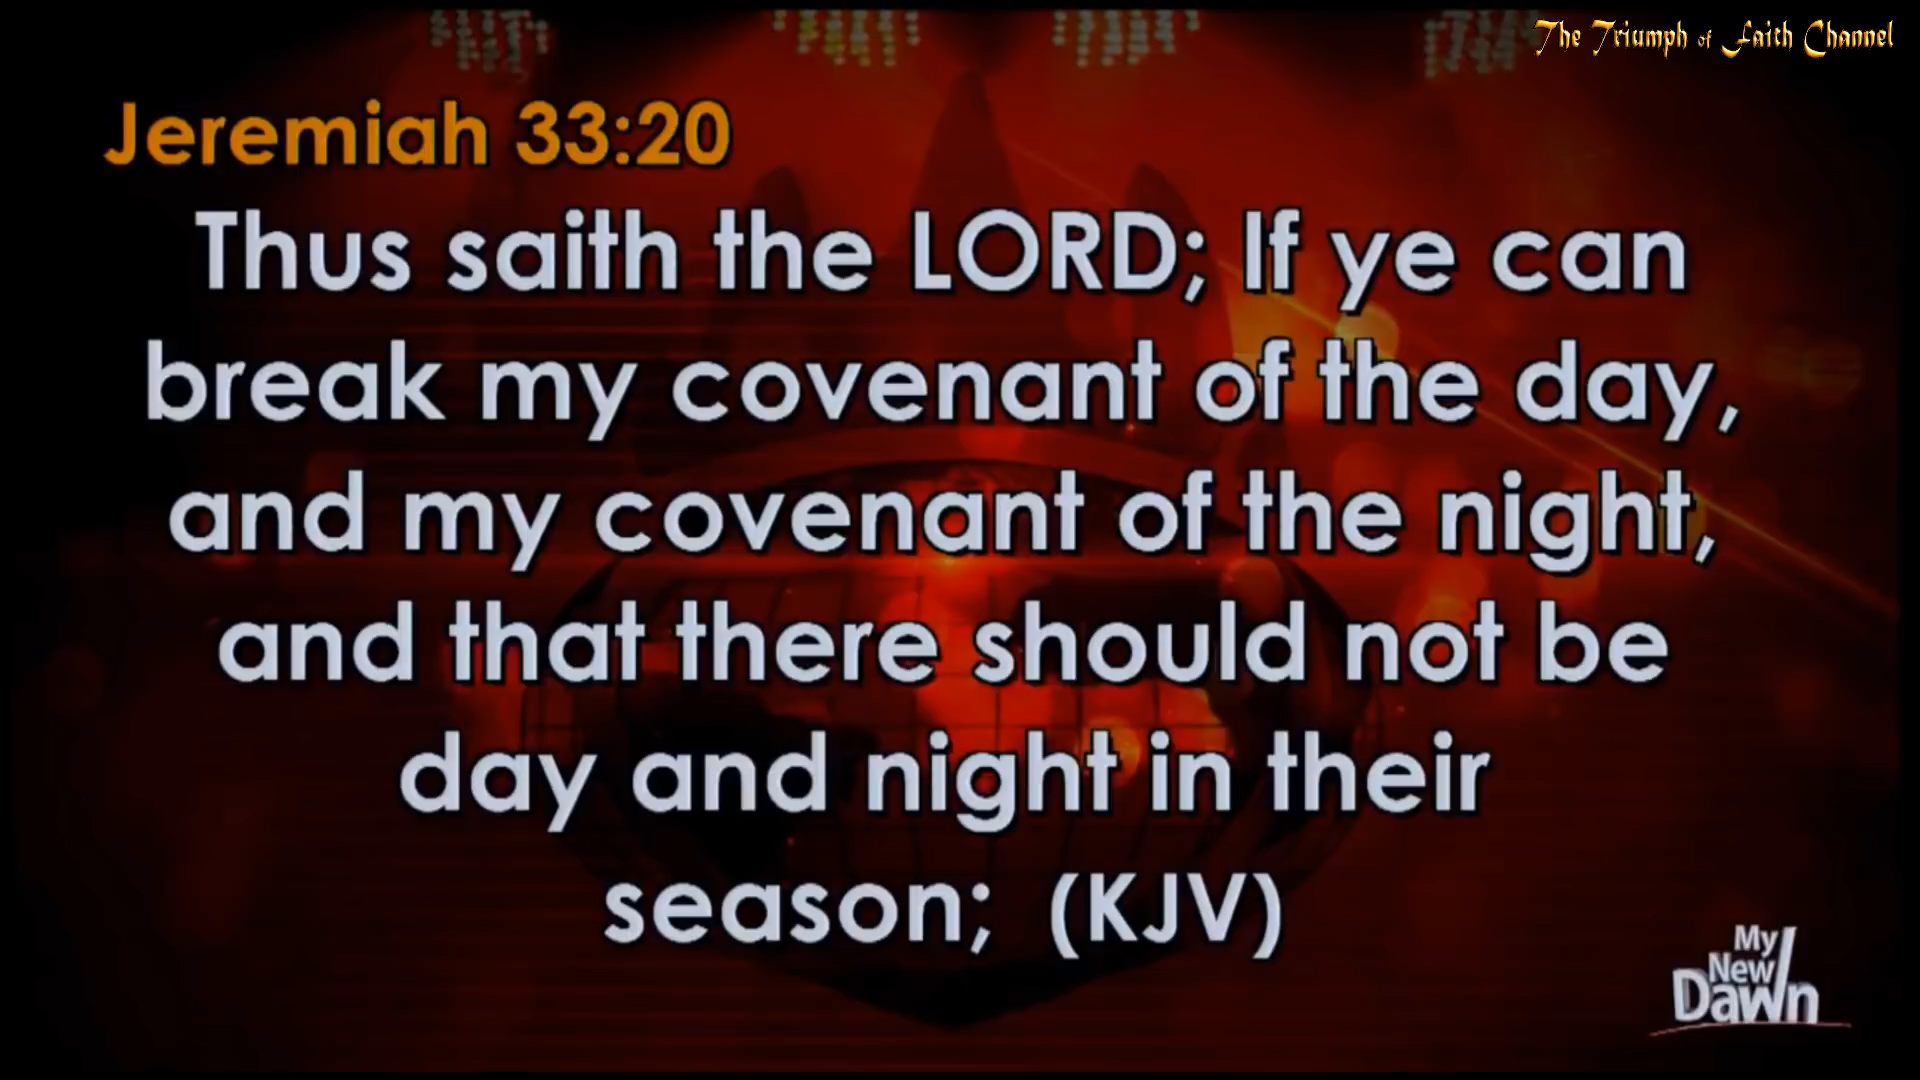 The Triumph of Faith Channel
Jeremiah 33:20
Thus saith the LORD; If ye can
break my covenant of the day,
and my covenant of the night,
and that there should not be
day and night in their
season; (KJV)
My
New
Dawn